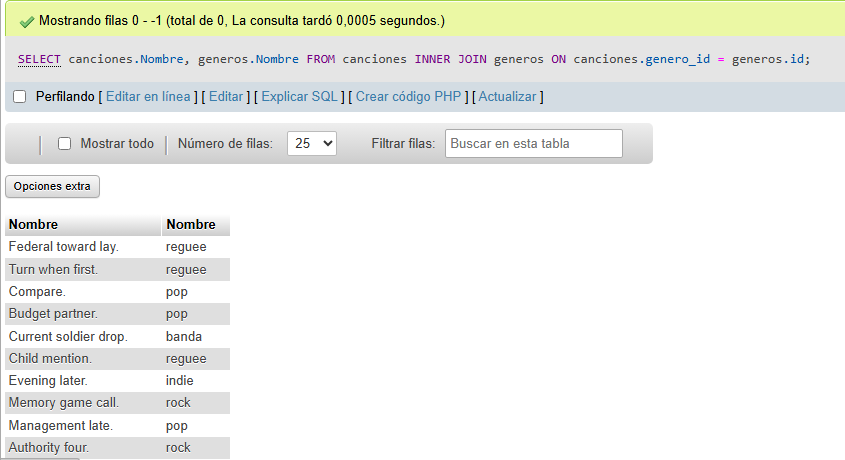 Mostrando filas 0 - -1 (total de 0, La consulta tardó 0,0005 segundos.)
SELECT canciones.Nombre, generos.Nombre FROM canciones INNER JOIN generos ON canciones.genero_id = generos.id;
Perfilando [ Editar en línea ] [ Editar ] [ Explicar SQL ] [ Crear código PHP ] [ Actualizar ]
Mostrar todo Número de filas: 25 Filtrar filas: Buscar en esta tabla
Opciones extra
Nombre Nombre
Federal toward lay. reguee
Turn when first. reguee
Compare. pop
Budget partner. pop
Current soldier drop. banda
Child mention. reguee
Evening later. indie
Memory game call. rock
Management late. pop
Authority four. rock